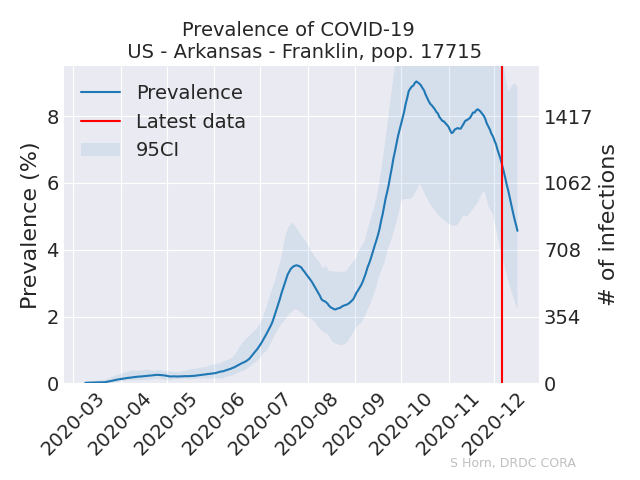 Prevalence of COVID-19
US - Arkansas - Franklin, pop. 17715
Prevalence
Latest data
95CI
Prevalence (%)
8
6
4
2
0
# of infections
1417
1062
708
354
0
2020-03
2020-04
2020-05
2020-06
2020-07
2020-08
2020-09
2020-10
2020-11
2020-12
S Horn, DRDC CORA